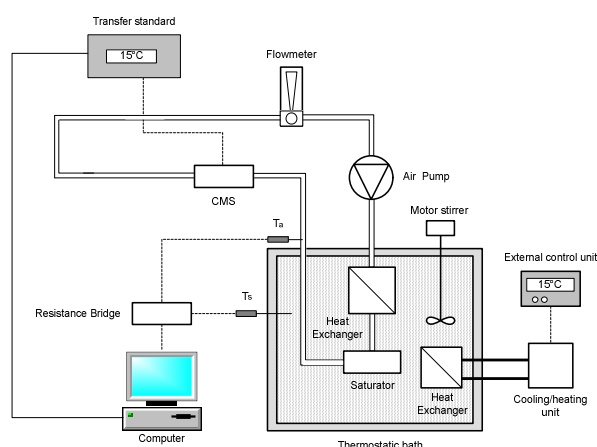 Transfer standard
15°C
Flowmeter
Air Pump
CMS
Motor stirrer
Ta
External control unit
15°C
Resistance Bridge
Ts
Heat
Exchanger
Saturator
Heat
Exchanger
Cooling/heating
unit
Computer
Thermostatic bath